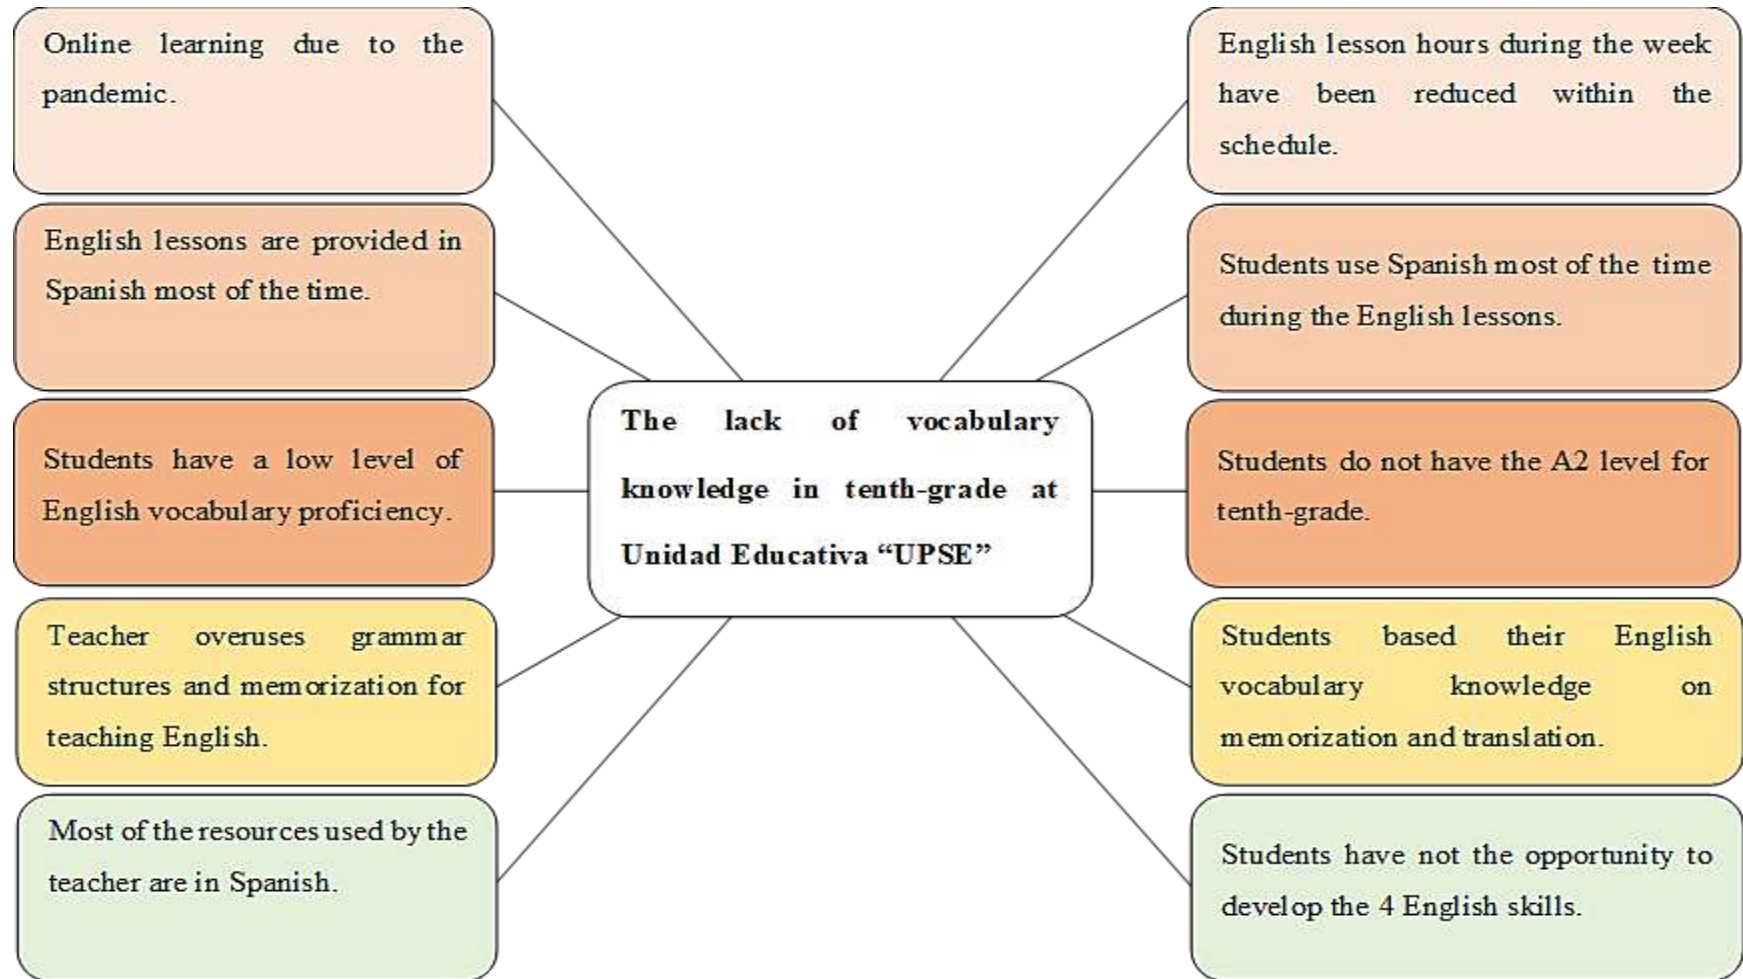 Online learning due to the
pandemic.
English lessons are provided in
Spanish most of the time.
Students have a low level of
English vocabulary proficiency.
Teacher overuses grammar
structures and memorization for
teaching English.
Most of the resources used by the
teacher are in Spanish.
The lack of vocabulary
knowledge in tenth-grade at
Unidad Educativa “UPSE”
English lesson hours during the week
have been reduced within the
schedule.
Students use Spanish most of the time
during the English lessons.
Students do not have the A2 level for
tenth-grade.
Students based their English
vocabulary knowledge on
memorization and translation.
Students have not the opportunity to
develop the 4 English skills.